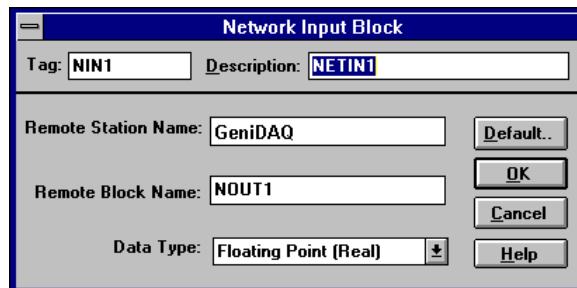 Network Input Block
Tag: NIN1 Description: NETIN1
Remote Station Name: GeniDAQ Default..
OK
Remote Block Name: NOUT1
Cancel
Data Type: Floating Point (Real) Help